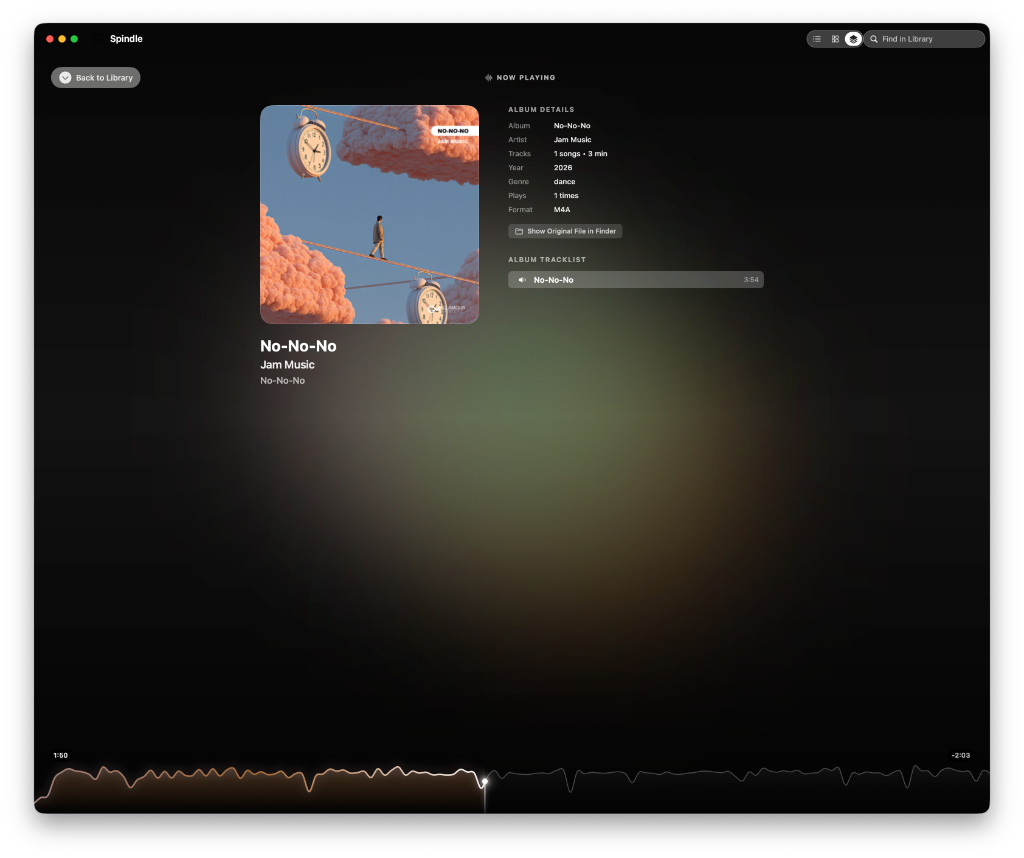 Spindle
Find in Library
Back to Library
NOW PLAYING
NO-NO-NO
JAM MUSIC
ALBUM DETAILS
Album No-No-No
Artist Jam Music
Tracks 1 songs • 3 min
Year 2026
Genre dance
Plays 1 times
Format M4A
Show Original File in Finder
ALBUM TRACKLIST
No-No-No 3:54
No-No-No
Jam Music
No-No-No
1:50
-2:03